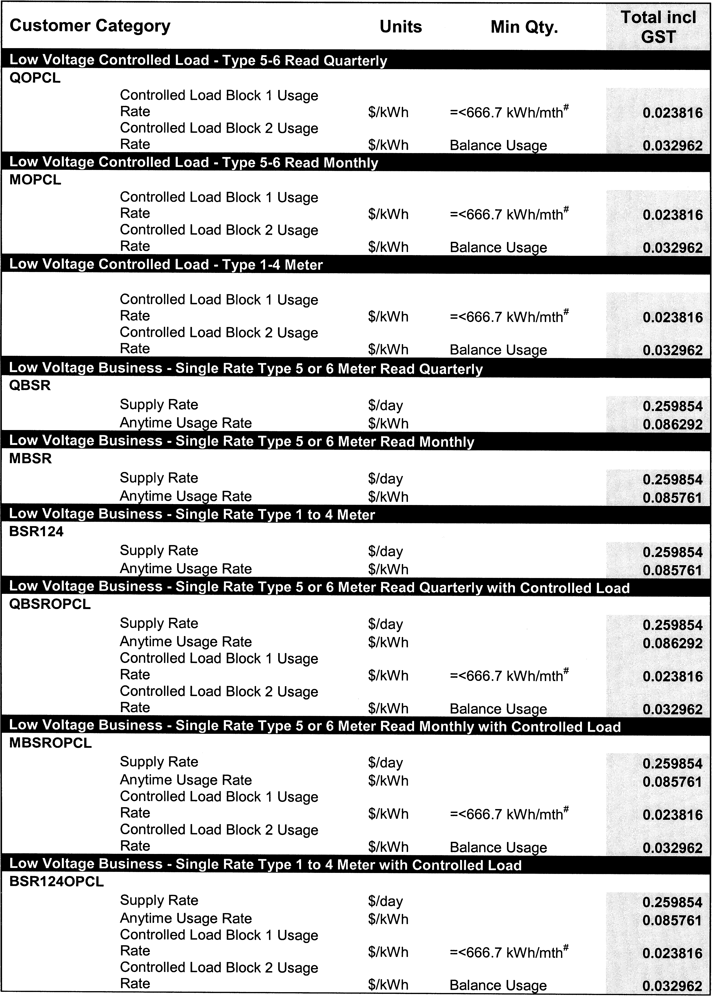 Customer Category Units Min Qty. Total incl GST
Low Voltage Controlled Load - Type 5-6 Read Quarterly
QOPCL
Controlled Load Block 1 Usage
Rate $/kWh =<666.7 kWh/mth# 0.023816
Controlled Load Block 2 Usage
Rate $/kWh Balance Usage 0.032962
Low Voltage Controlled Load - Type 5-6 Read Monthly
MOPCL
Controlled Load Block 1 Usage
Rate $/kWh =<666.7 kWh/mth# 0.023816
Controlled Load Block 2 Usage
Rate $/kWh Balance Usage 0.032962
Low Voltage Controlled Load - Type 1-4 Meter
Controlled Load Block 1 Usage
Rate $/kWh =<666.7 kWh/mth# 0.023816
Controlled Load Block 2 Usage
Rate $/kWh Balance Usage 0.032962
Low Voltage Business - Single Rate Type 5 or 6 Meter Read Quarterly
QBSR
Supply Rate $/day 0.259854
Anytime Usage Rate $/kWh 0.086292
Low Voltage Business - Single Rate Type 5 or 6 Meter Read Monthly
MBSR
Supply Rate $/day 0.259854
Anytime Usage Rate $/kWh 0.085761
Low Voltage Business - Single Rate Type 1 to 4 Meter
BSR124
Supply Rate $/day 0.259854
Anytime Usage Rate $/kWh 0.085761
Low Voltage Business - Single Rate Type 5 or 6 Meter Read Quarterly with Controlled Load
QBSROPCL
Supply Rate $/day 0.259854
Anytime Usage Rate $/kWh 0.086292
Controlled Load Block 1 Usage
Rate $/kWh =<666.7 kWh/mth# 0.023816
Controlled Load Block 2 Usage
Rate $/kWh Balance Usage 0.032962
Low Voltage Business - Single Rate Type 5 or 6 Meter Read Monthly with Controlled Load
MBSROPCL
Supply Rate $/day 0.259854
Anytime Usage Rate $/kWh 0.085761
Controlled Load Block 1 Usage
Rate $/kWh =<666.7 kWh/mth# 0.023816
Controlled Load Block 2 Usage
Rate $/kWh Balance Usage 0.032962
Low Voltage Business - Single Rate Type 1 to 4 Meter with Controlled Load
BSR124OPCL
Supply Rate $/day 0.259854
Anytime Usage Rate $/kWh 0.085761
Controlled Load Block 1 Usage
Rate $/kWh =<666.7 kWh/mth# 0.023816
Controlled Load Block 2 Usage
Rate $/kWh Balance Usage 0.032962